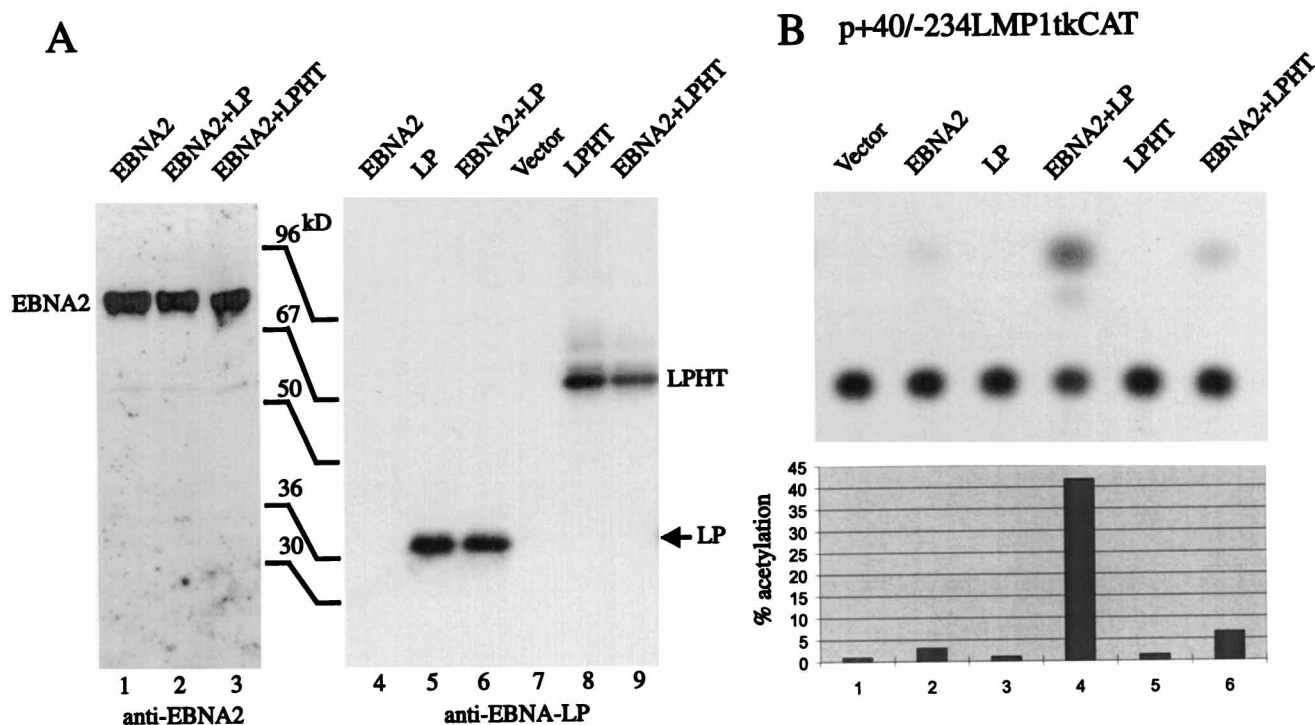 A
EBNA2
EBNA2+LP
EBNA2+LPHT
EBNA2
LP
EBNA2+LP
Vector
LPHT
EBNA2+LPHT
96 kD
67
50
36
30
EBNA2
LPHT
LP
1 2 3
anti-EBNA2
4 5 6 7 8 9
anti-EBNA-LP
B p+40/-234LMP1tkCAT
Vector
EBNA2
LP
EBNA2+LP
LPHT
EBNA2+LPHT
% acetylation
45
40
35
30
25
20
15
10
5
0
1 2 3 4 5 6